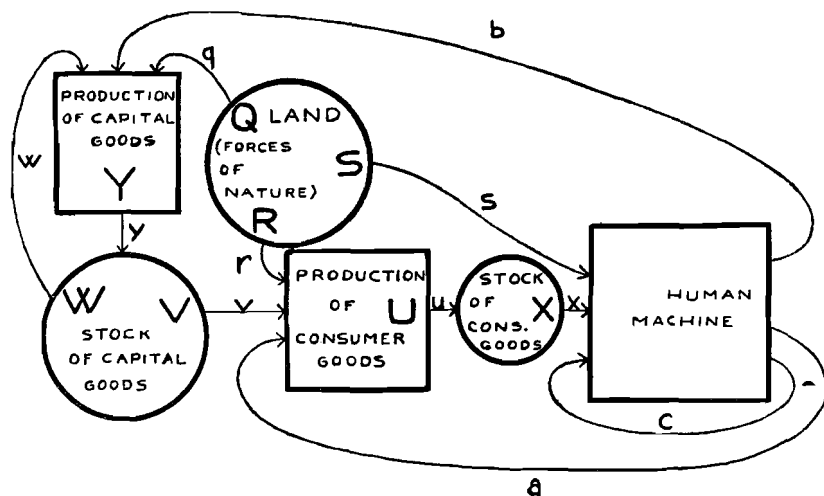 b
q
PRODUCTION
OF CAPITAL
GOODS
Y
w
y
Q LAND
(FORCES
OF
NATURE)
S
R
s
r
W V
STOCK
OF CAPITAL
GOODS
v
PRODUCTION
OF U
CONSUMER
GOODS
u
STOCK
OF X
CONS.
GOODS
x
HUMAN
MACHINE
C
a